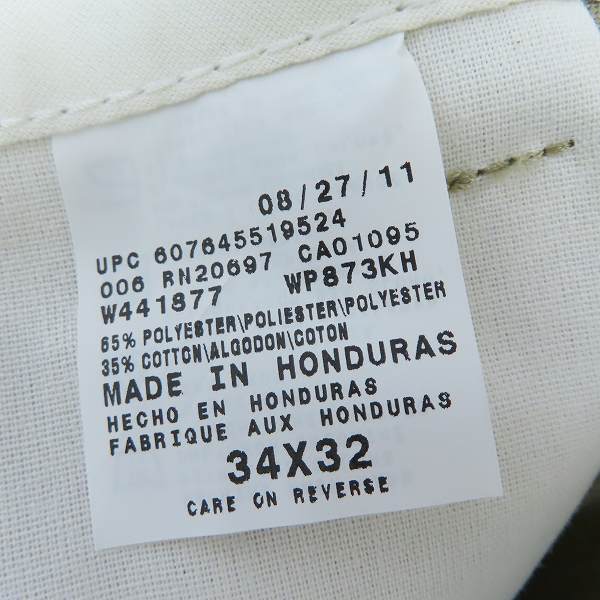 08/27/11
UPC 607645519524
006 RN20697 CA01095
W441877 WP873KH
65% POLYESTER\POLIESTER\POLYESTER
35% COTTON\ALGODON\COTON
MADE IN HONDURAS
HECHO EN HONDURAS
FABRIQUE AUX HONDURAS
34X32
CARE ON REVERSE